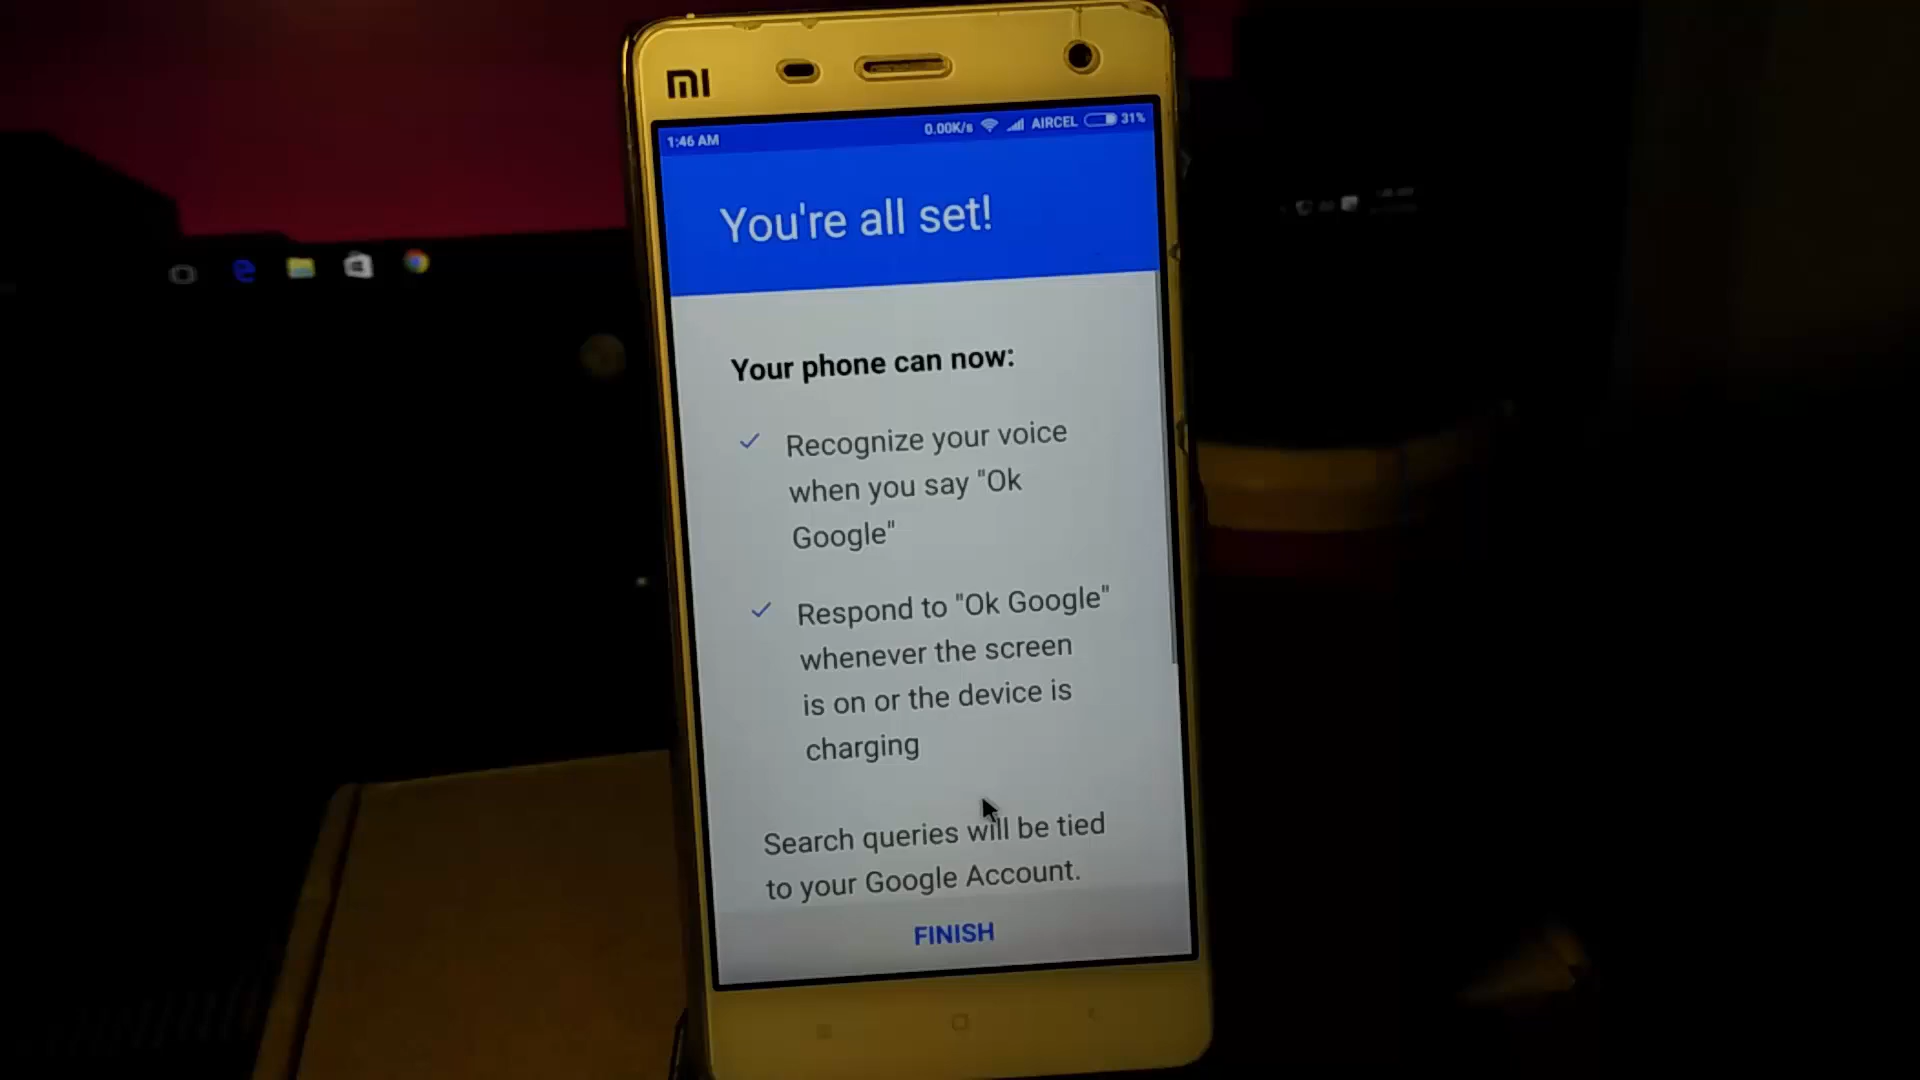 mi
1:46 AM 0.00K/s AIRCEL 31%
You're all set!
Your phone can now:
Recognize your voice
when you say "Ok
Google"
Respond to "Ok Google"
whenever the screen
is on or the device is
charging
Search queries will be tied
to your Google Account.
FINISH